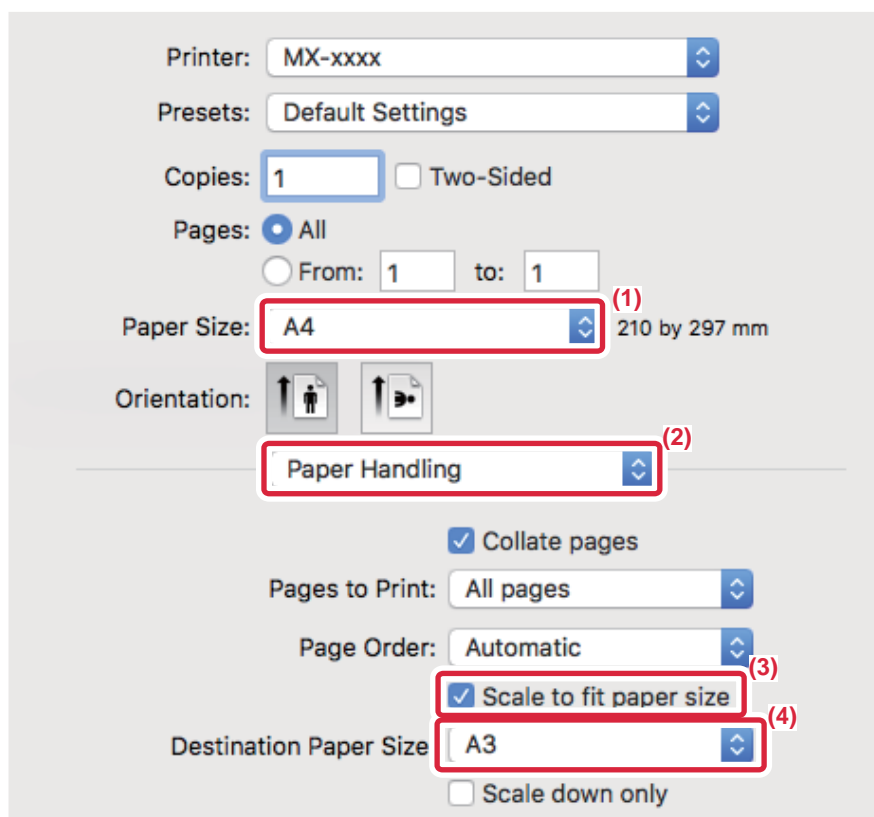 Printer: MX-xxxx
Presets: Default Settings
Copies: 1 Two-Sided
Pages: All
From: 1 to: 1
(1)
Paper Size: A4 210 by 297 mm
Orientation:
(2)
Paper Handling
Collate pages
Pages to Print: All pages
Page Order: Automatic
(3)
Scale to fit paper size
(4)
Destination Paper Size A3
Scale down only